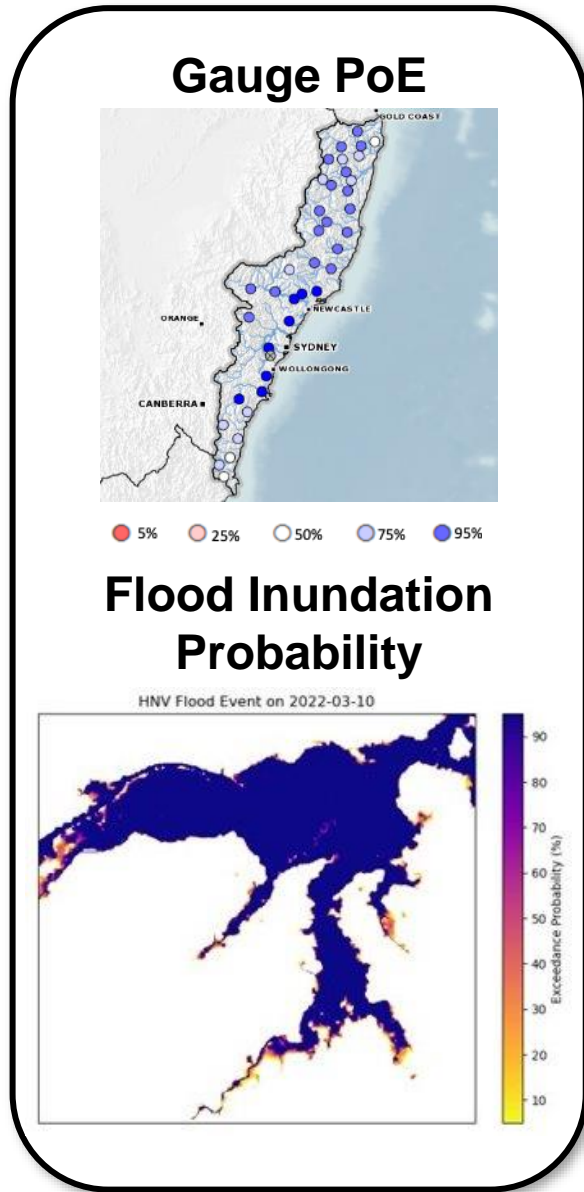 Gauge PoE
GOLD COAST
ORANGE
NEWCASTLE
SYDNEY
WOLLONGONG
CANBERRA
5% 25% 50% 75% 95%
Flood Inundation
Probability
HNV Flood Event on 2022-03-10
90
80
70
60
50
40
30
20
10
Exceedance Probability (%)